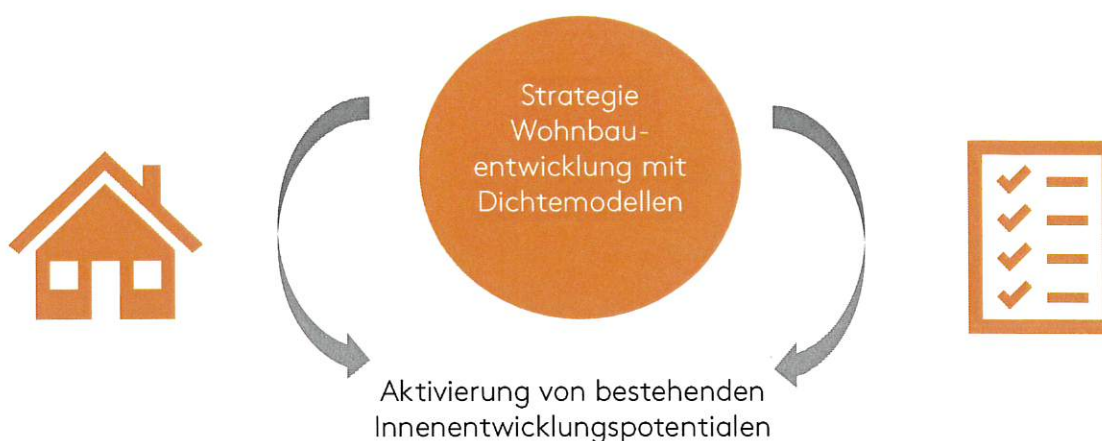 Strategie
Wohnbau-
entwicklung mit
Dichtemodellen
Aktivierung von bestehenden
Innenentwicklungspotentialen